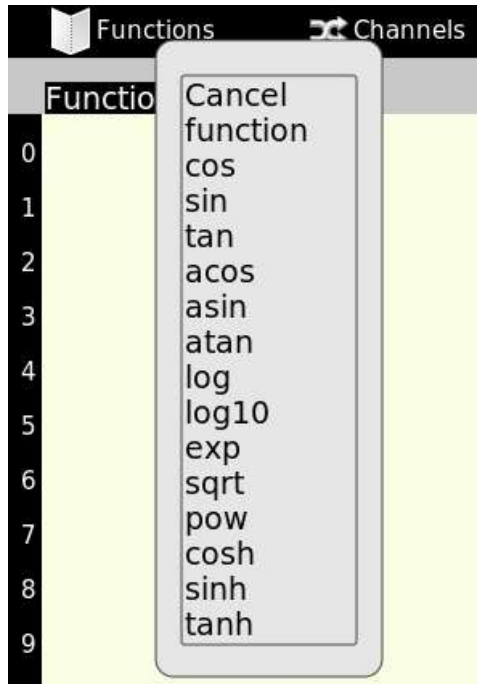 Functions Channels
Functio
Cancel
function
cos
sin
tan
acos
asin
atan
log
log10
exp
sqrt
pow
cosh
sinh
tanh
0
1
2
3
4
5
6
7
8
9